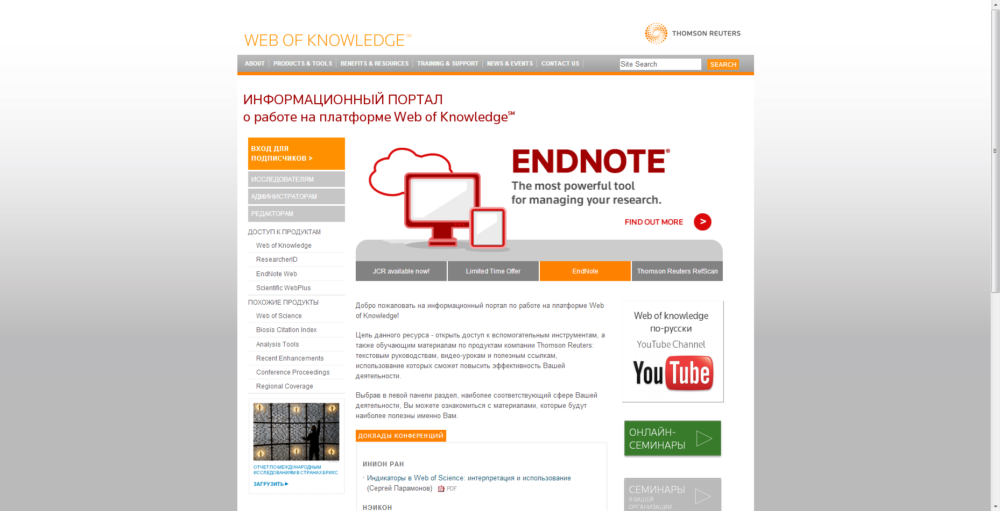 WEB OF KNOWLEDGE℠
THOMSON REUTERS
ABOUT
PRODUCTS & TOOLS
BENEFITS & RESOURCES
TRAINING & SUPPORT
NEWS & EVENTS
CONTACT US
Site Search
SEARCH
ИНФОРМАЦИОННЫЙ ПОРТАЛ
о работе на платформе Web of Knowledge℠
ВХОД ДЛЯ
ПОДПИСЧИКОВ >
ИССЛЕДОВАТЕЛЯМ
АДМИНИСТРАТОРАМ
РЕДАКТОРАМ
ДОСТУП К ПРОДУКТАМ
Web of Knowledge
ResearcherID
EndNote Web
Scientific WebPlus
ПОХОЖИЕ ПРОДУКТЫ
Web of Science
Biosis Citation Index
Analysis Tools
Recent Enhancements
Conference Proceedings
Regional Coverage
ОТЧЕТ ПО МЕЖДУНАРОДНЫМ
ИССЛЕДОВАНИЯМ В СТРАНАХ БРИКС
ЗАГРУЗИТЬ
ENDNOTE®
The most powerful tool
for managing your research.
FIND OUT MORE >
JCR available now!
Limited Time Offer
EndNote
Thomson Reuters RefScan
Добро пожаловать на информационный портал по работе на платформе Web
of Knowledge!
Цель данного ресурса - открыть доступ к вспомогательным инструментам, а
также обучающим материалам по продуктам компании Thomson Reuters:
текстовым руководствам, видео-урокам и полезным ссылкам,
использование которых сможет повысить эффективность Вашей
деятельности.
Выбрав в левой панели раздел, наиболее соответствующий сфере Вашей
деятельности, Вы можете ознакомиться с материалами, которые будут
наиболее полезны именно Вам.
ДОКЛАДЫ КОНФЕРЕНЦИЙ
ИНИОН РАН
Индикаторы в Web of Science: интерпретация и использование
(Сергей Парамонов) PDF
НЭИКОН
Web of knowledge
по-русски
YouTube Channel
YouTube
ОНЛАЙН-
СЕМИНАРЫ
СЕМИНАРЫ
В ВАШЕЙ
ОРГАНИЗАЦИИ